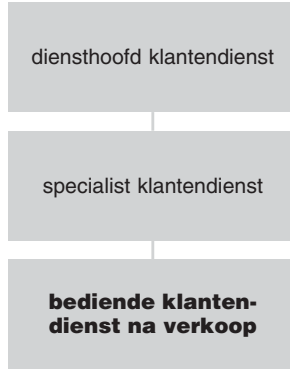 diensthoofd klantendienst
specialist klantendienst
bediende klanten-
dienst na verkoop